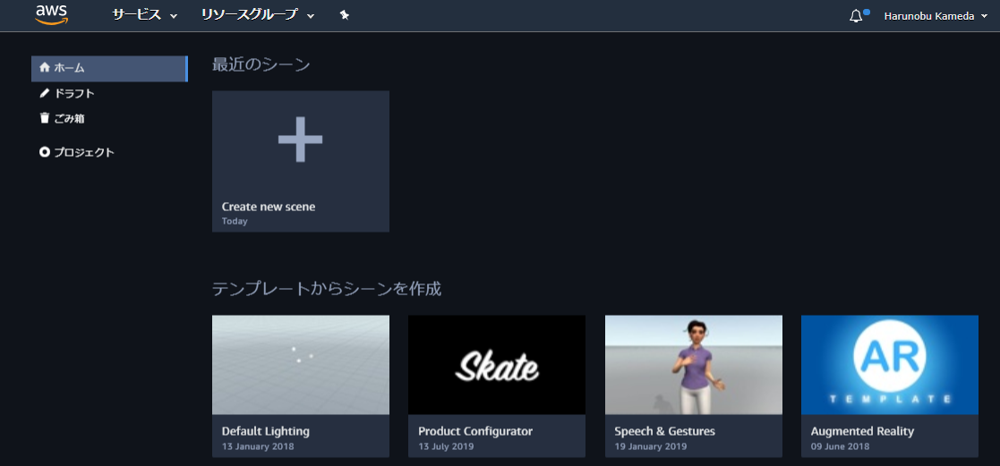 aws サービス リソースグループ Harunobu Kameda
ホーム
ドラフト
ごみ箱
プロジェクト
最近のシーン
Create new scene
Today
テンプレートからシーンを作成
Skate
AR
TEMPLATE
Default Lighting
13 January 2018
Product Configurator
13 July 2019
Speech & Gestures
19 January 2019
Augmented Reality
09 June 2018